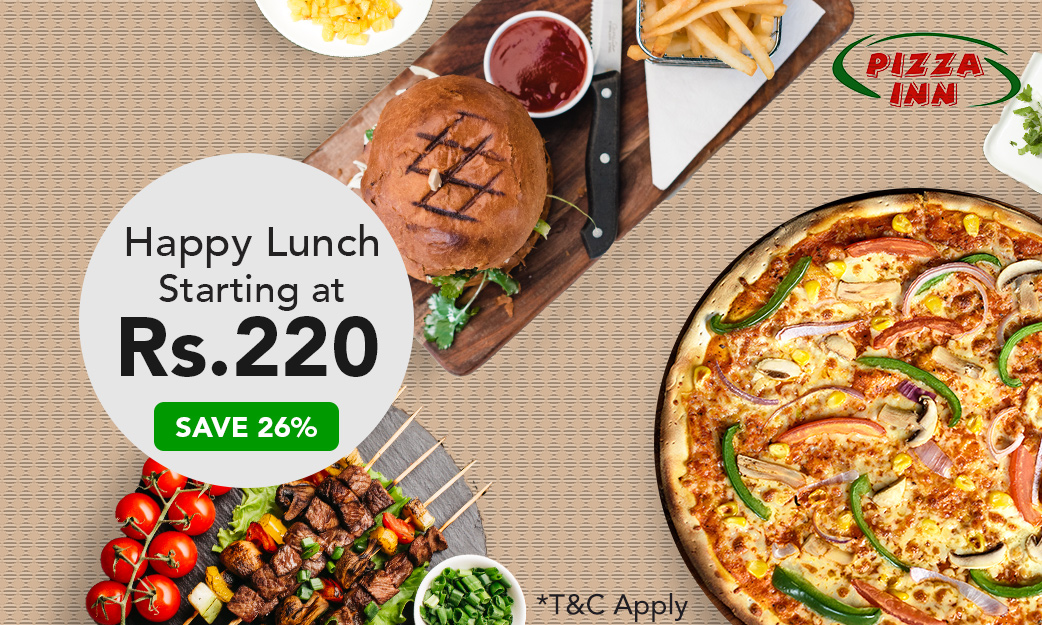 PIZZA
INN
Happy Lunch
Starting at
Rs.220
SAVE 26%
*T&C Apply